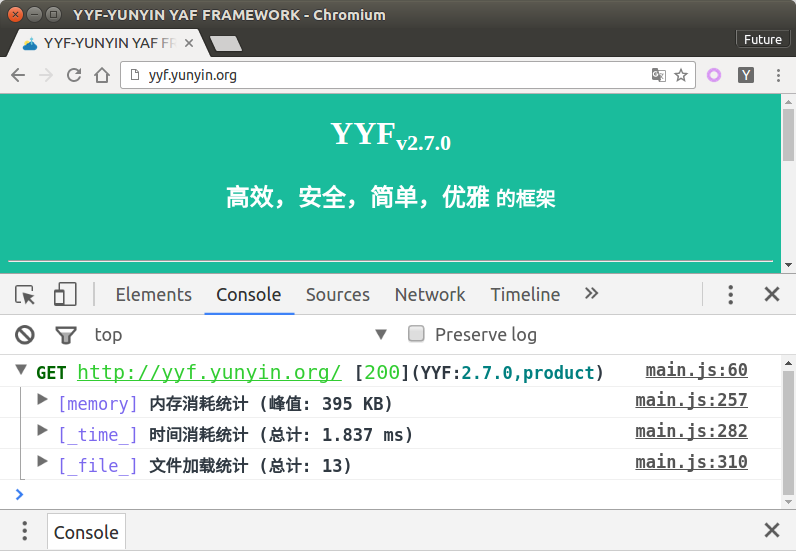 YYF-YUNYIN YAF FRAMEWORK - Chromium
YYF-YUNYIN YAF FR
Future
yyf.yunyin.org
Y
YYFv2.7.0
高效，安全，简单，优雅 的框架
Elements Console Sources Network Timeline »
top Preserve log
GET http://yyf.yunyin.org/ [200](YYF:2.7.0,product) main.js:60
[memory] 内存消耗统计 (峰值: 395 KB) main.js:257
[_time_] 时间消耗统计 (总计: 1.837 ms) main.js:282
[_file_] 文件加载统计 (总计: 13) main.js:310
Console